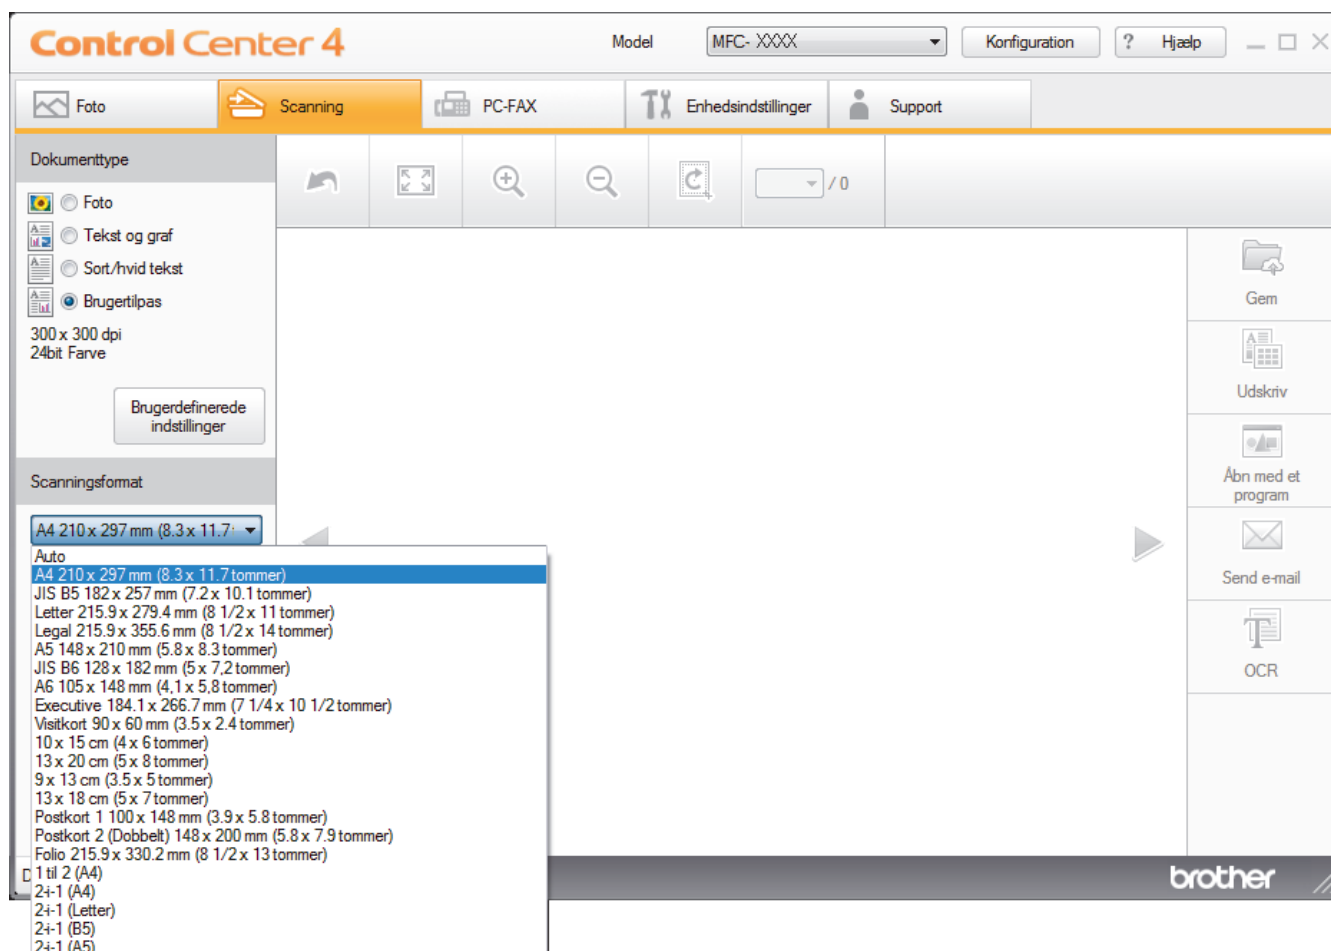 Control Center 4
Model
MFC- XXXX
Konfiguration
? Hjælp
Foto
Scanning
PC-FAX
Enhedsindstillinger
Support
Dokumenttype
/ 0
Foto
Tekst og graf
Sort/hvid tekst
Brugertilpas
300 x 300 dpi
24bit Farve
Brugerdefinerede
indstillinger
Scanningsformat
A4 210 x 297 mm (8.3 x 11.7
Auto
A4 210 x 297 mm (8.3 x 11.7 tommer)
JIS B5 182 x 257 mm (7.2 x 10.1 tommer)
Letter 215.9 x 279.4 mm (8 1/2 x 11 tommer)
Legal 215.9 x 355.6 mm (8 1/2 x 14 tommer)
A5 148 x 210 mm (5.8 x 8.3 tommer)
JIS B6 128 x 182 mm (5 x 7,2 tommer)
A6 105 x 148 mm (4,1 x 5,8 tommer)
Executive 184.1 x 266.7 mm (7 1/4 x 10 1/2 tommer)
Visitkort 90 x 60 mm (3.5 x 2.4 tommer)
10 x 15 cm (4 x 6 tommer)
13 x 20 cm (5 x 8 tommer)
9 x 13 cm (3.5 x 5 tommer)
13 x 18 cm (5 x 7 tommer)
Postkort 1 100 x 148 mm (3.9 x 5.8 tommer)
Postkort 2 (Dobbelt) 148 x 200 mm (5.8 x 7.9 tommer)
Folio 215.9 x 330.2 mm (8 1/2 x 13 tommer)
1 til 2 (A4)
2-i-1 (A4)
2-i-1 (Letter)
2-i-1 (B5)
2-i-1 (A5)
Gem
Udskriv
Åbn med et
program
Send e-mail
OCR
brother